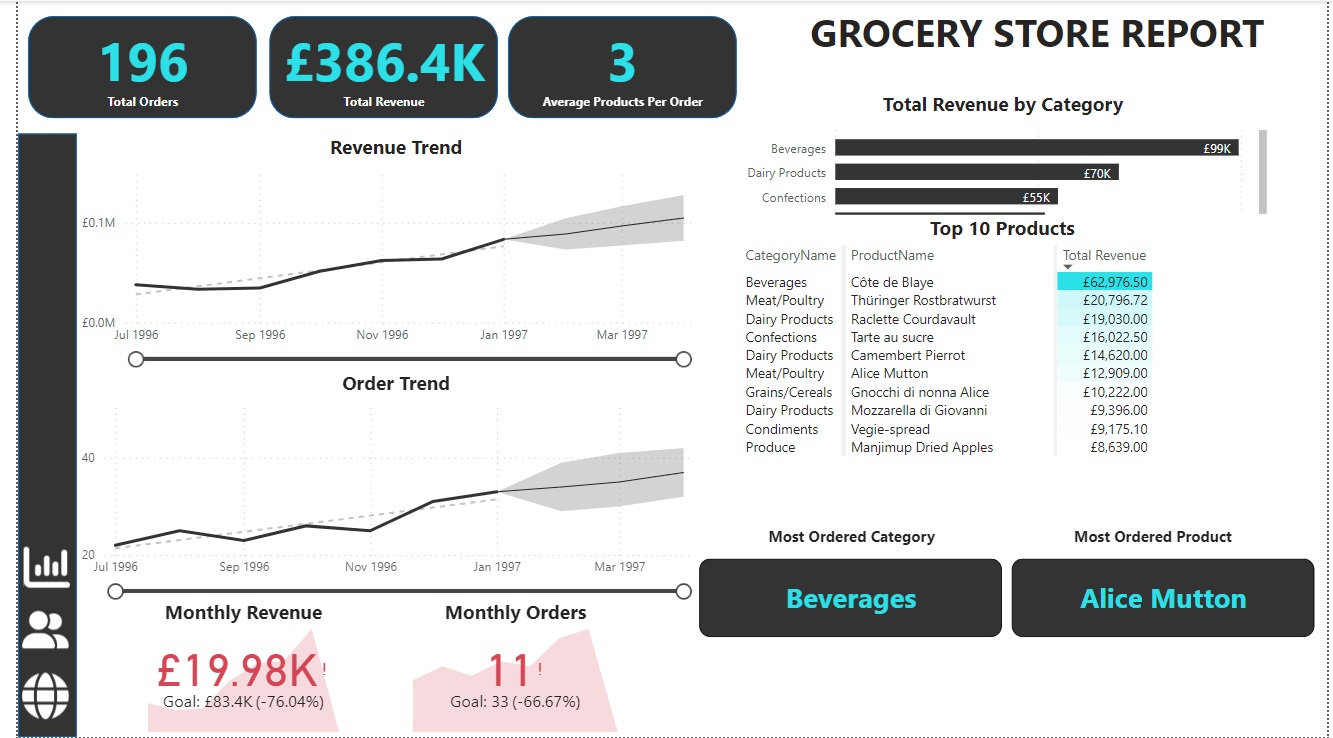 196
Total Orders
£386.4K
Total Revenue
3
Average Products Per Order
GROCERY STORE REPORT
Revenue Trend
£0.1M
£0.0M
Jul 1996 Sep 1996 Nov 1996 Jan 1997 Mar 1997
Order Trend
40
20
Jul 1996 Sep 1996 Nov 1996 Jan 1997 Mar 1997
Monthly Revenue
£19.98K!
Goal: £83.4K (-76.04%)
Monthly Orders
11!
Goal: 33 (-66.67%)
Total Revenue by Category
Beverages £99K
Dairy Products £70K
Confections £55K
Top 10 Products
CategoryName ProductName Total Revenue
Beverages Côte de Blaye £62,976.50
Meat/Poultry Thüringer Rostbratwurst £20,796.72
Dairy Products Raclette Courdavault £19,030.00
Confections Tarte au sucre £16,022.50
Dairy Products Camembert Pierrot £14,620.00
Meat/Poultry Alice Mutton £12,909.00
Grains/Cereals Gnocchi di nonna Alice £10,222.00
Dairy Products Mozzarella di Giovanni £9,396.00
Condiments Vegie-spread £9,175.10
Produce Manjimup Dried Apples £8,639.00
Most Ordered Category
Beverages
Most Ordered Product
Alice Mutton